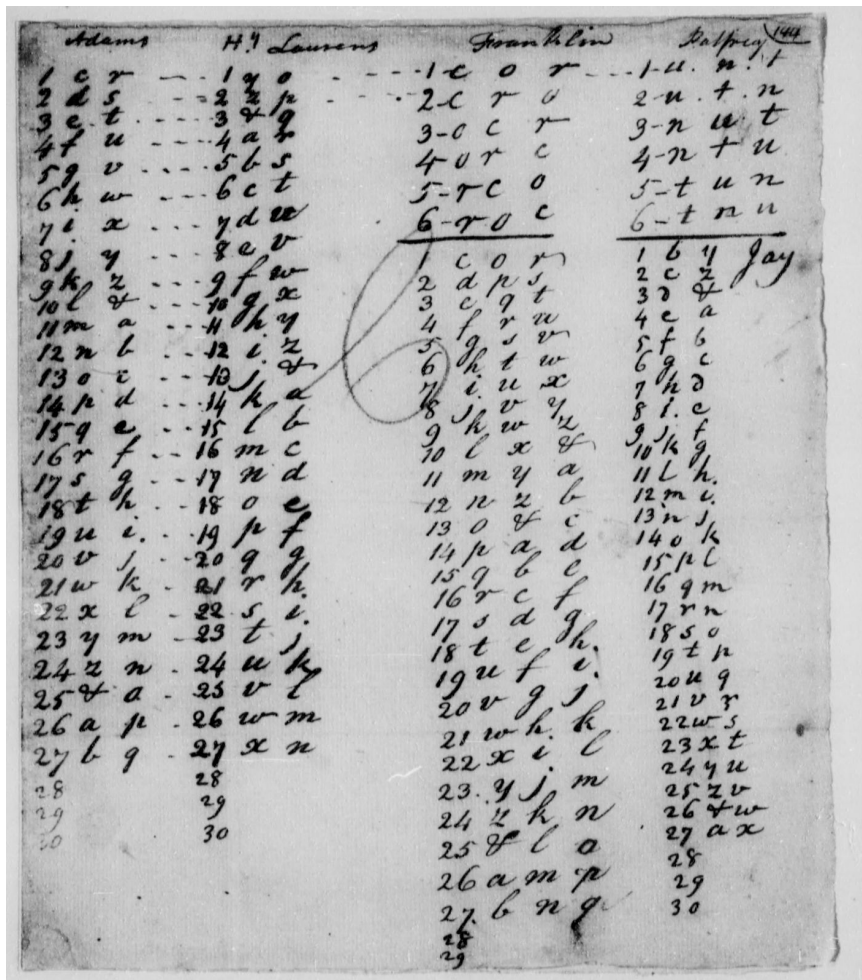 Adams
1 c r
2 d s
3 e t
4 f u
5 g v
6 h w
7 i x
8 j y
9 k z
10 l &
11 m a
12 n b
13 o c
14 p d
15 q e
16 r f
17 s g
18 t h
19 u i.
20 v j
21 w k
22 x l
23 y m
24 z n
25 & o
26 a p
27 b q
28
29
30
H.y Laurens
1 y o
2 z p
3 & q
4 a r
5 b s
6 c t
7 d u
8 e v
9 f w
10 g x
11 h y
12 i z
13 j &
14 k a
15 l b
16 m c
17 n d
18 o e
19 p f
20 q g
21 r h
22 s i.
23 t j
24 u k
25 v l
26 w m
27 x n
28
29
30
Franklin
1-c o r
2-c r o
3-o c r
4-o r c
5-r c o
6-r o c
1 c o r
2 d p s
3 e q t
4 f r u
5 g s v
6 h t w
7 i u x
8 j v y
9 k w z
10 l x &
11 m y a
12 n z b
13 o & c
14 p a d
15 q b e
16 r c f
17 s d g
18 t e h.
19 u f i.
20 v g j
21 w h k
22 x i l
23 y j m
24 z k n
25 & l o
26 a m p
27 b n q
28
29
Palfrey 144
1-u. n. t
2-u. t. n
3-n u t
4-n t u
5-t u n
6-t n u
Jay
1 b y
2 c z
3 d &
4 e a
5 f b
6 g c
7 h d
8 i. e
9 j f
10 k g
11 l h.
12 m i.
13 n j
14 o k
15 p l
16 q m
17 r n
18 s o
19 t p
20 u q
21 v r
22 w s
23 x t
24 y u
25 z v
26 & w
27 a x
28
29
30